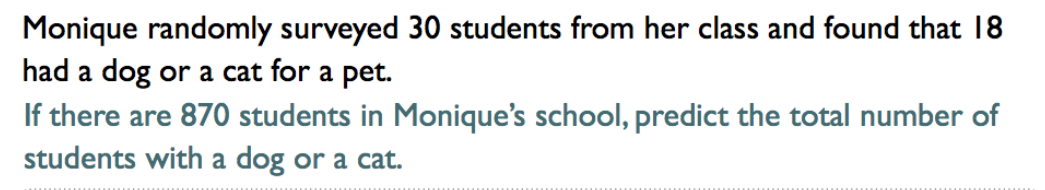 Monique randomly surveyed 30 students from her class and found that 18
had a dog or a cat for a pet.
If there are 870 students in Monique’s school, predict the total number of
students with a dog or a cat.